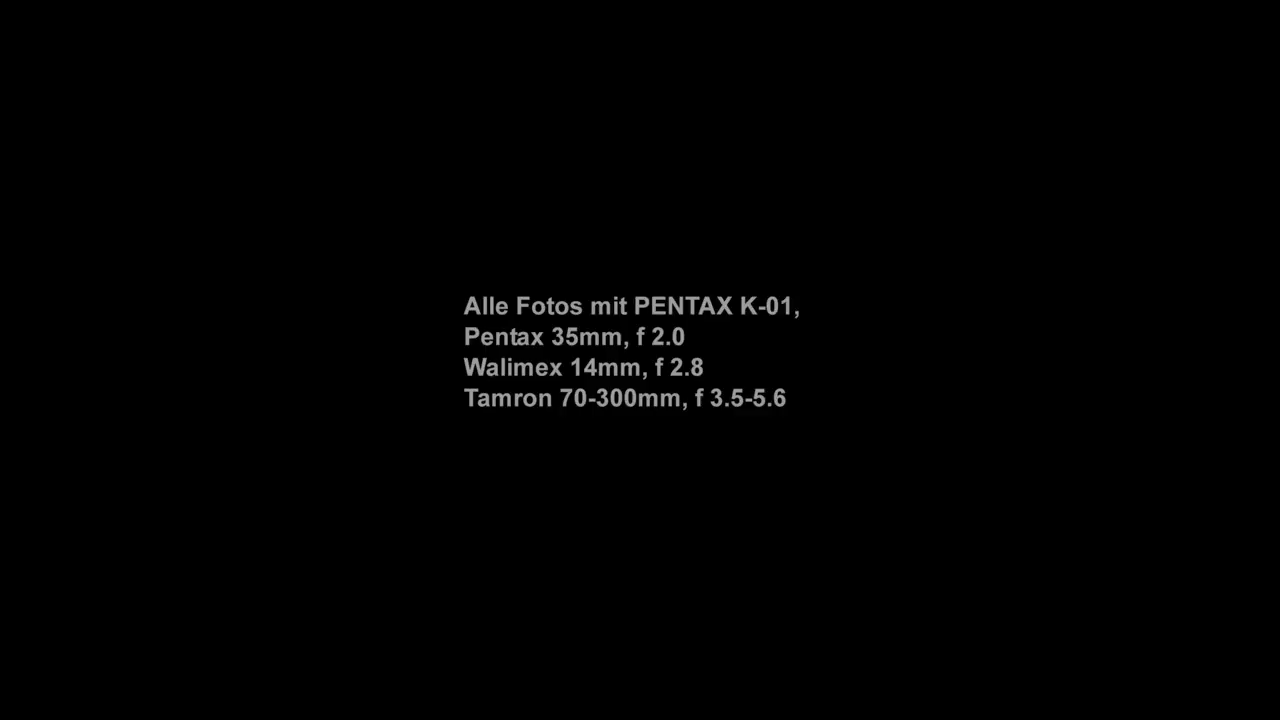 Alle Fotos mit PENTAX K-01,
Pentax 35mm, f 2.0
Walimex 14mm, f 2.8
Tamron 70-300mm, f 3.5-5.6